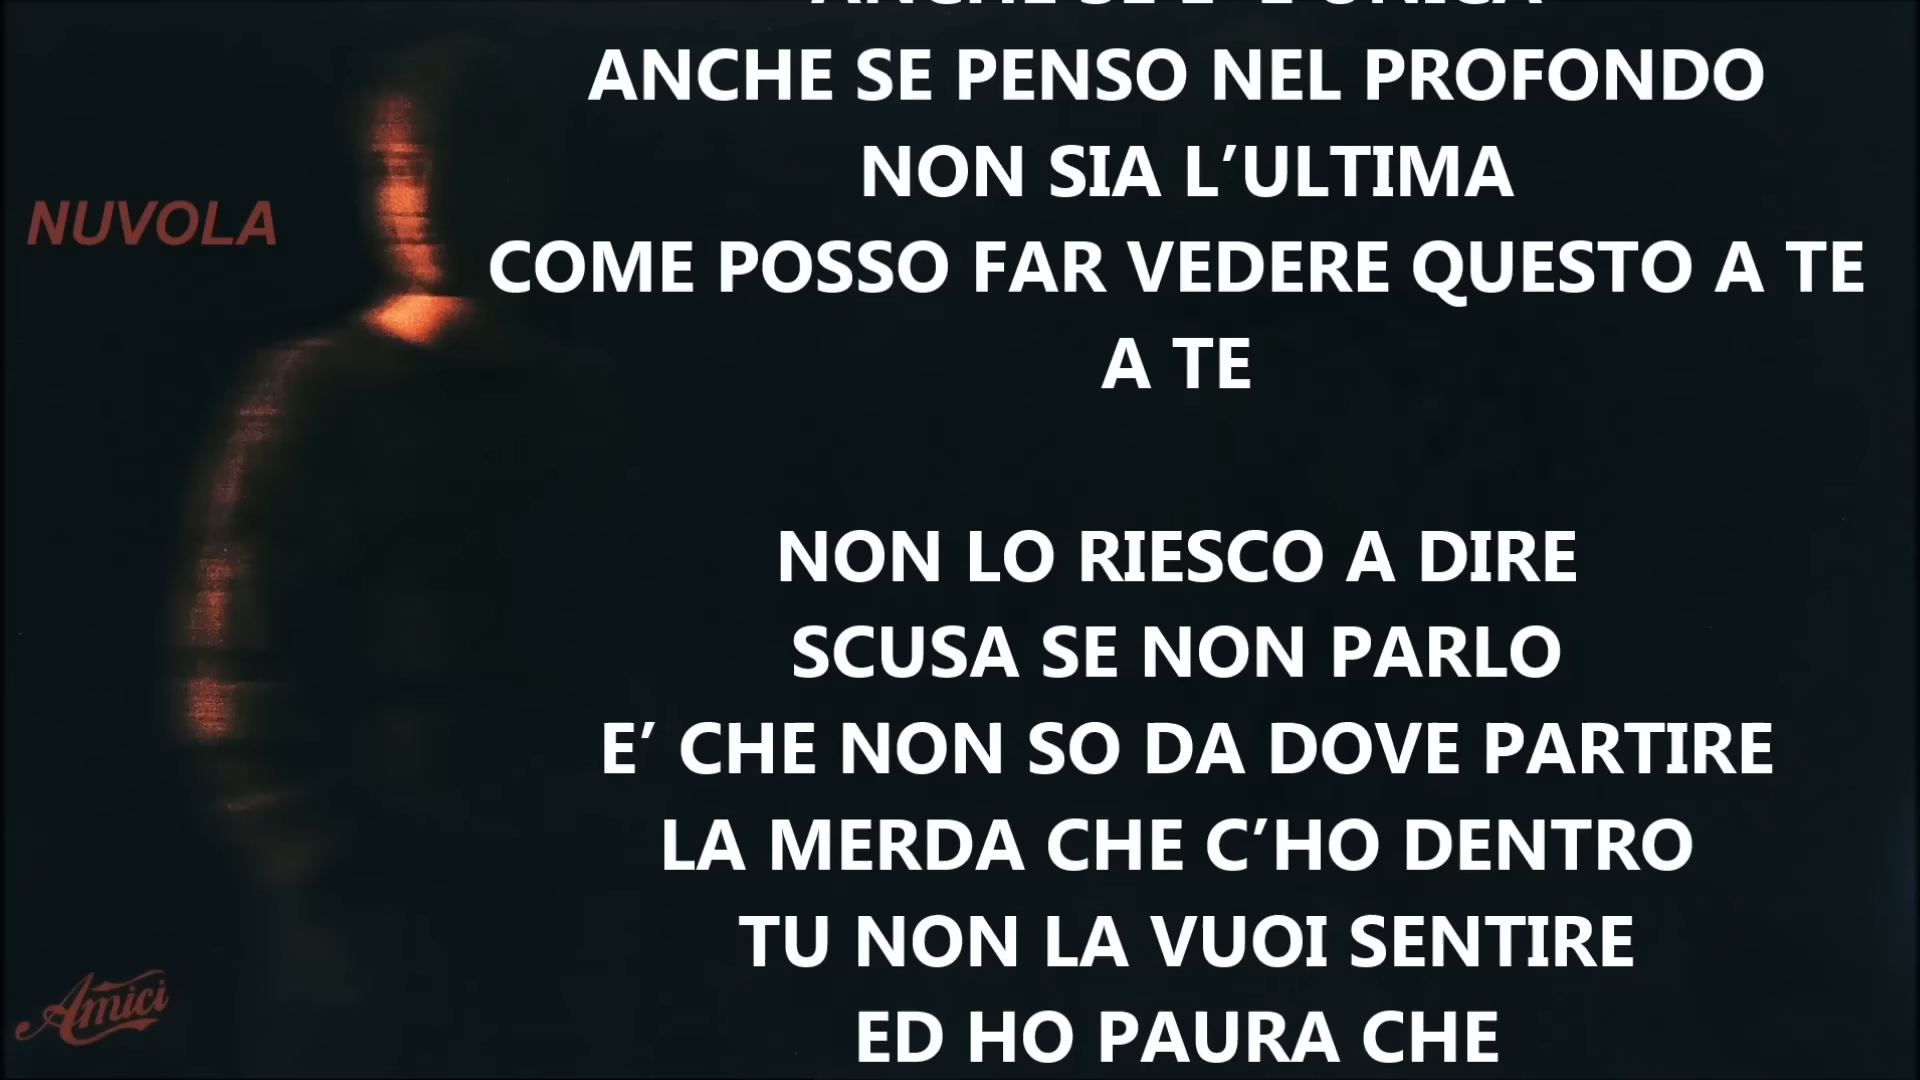 ANCHE SE PENSO NEL PROFONDO
NON SIA L’ULTIMA
COME POSSO FAR VEDERE QUESTO A TE
A TE
NUVOLA
NON LO RIESCO A DIRE
SCUSA SE NON PARLO
E’ CHE NON SO DA DOVE PARTIRE
LA MERDA CHE C’HO DENTRO
TU NON LA VUOI SENTIRE
ED HO PAURA CHE
Amici